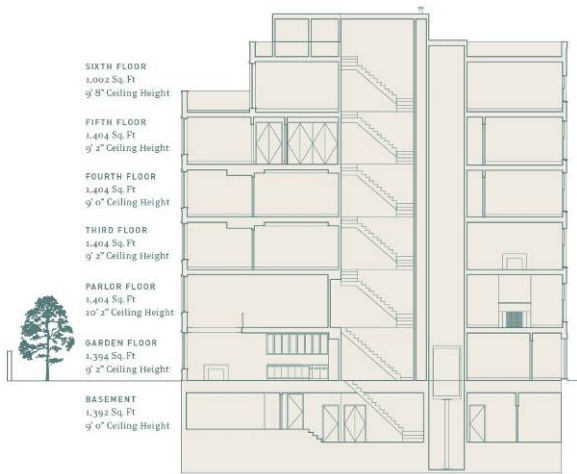 SIXTH FLOOR
1,002 Sq. Ft
9' 8" Ceiling Height
FIFTH FLOOR
1,404 Sq. Ft
9' 2" Ceiling Height
FOURTH FLOOR
1,404 Sq. Ft
9' 0" Ceiling Height
THIRD FLOOR
1,404 Sq. Ft
9' 2" Ceiling Height
PARLOR FLOOR
1,404 Sq. Ft
10' 2" Ceiling Height
GARDEN FLOOR
1,394 Sq. Ft
9' 2" Ceiling Height
BASEMENT
1,392 Sq. Ft
9' 0" Ceiling Height